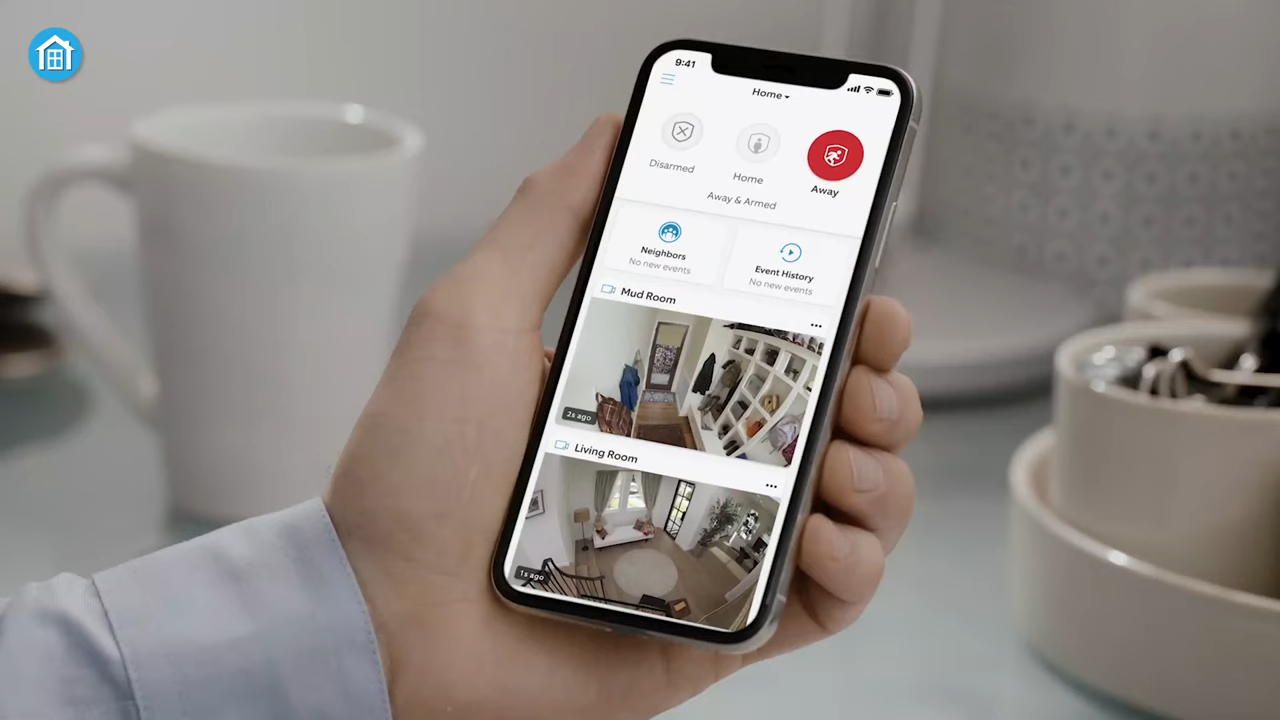 9:41
Home
Disarmed
Home
Away
Away & Armed
Neighbors
No new events
Event History
No new events
Mud Room
2s ago
Living Room
1s ago